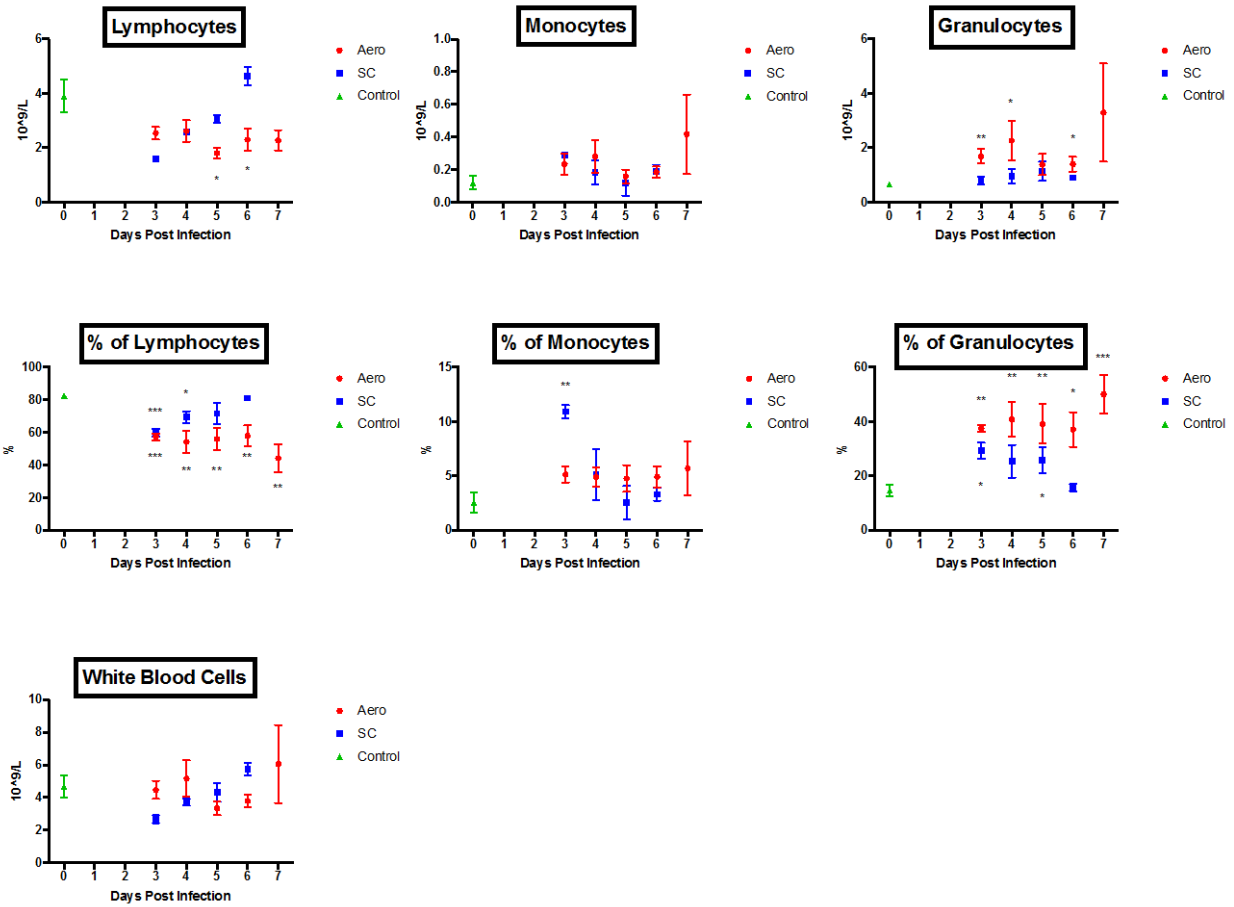 Lymphocytes
6
4
2
0
10^9/L
*
*
0 1 2 3 4 5 6 7
Days Post Infection
Aero
SC
Control
Monocytes
1.0
0.8
0.6
0.4
0.2
0.0
10^9/L
0 1 2 3 4 5 6 7
Days Post Infection
Aero
SC
Control
Granulocytes
6
4
2
0
10^9/L
** * *
0 1 2 3 4 5 6 7
Days Post Infection
Aero
SC
Control
% of Lymphocytes
100
80
60
40
20
0
%
*** *
*** ** ** ** **
0 1 2 3 4 5 6 7
Days Post Infection
Aero
SC
Control
% of Monocytes
15
10
5
0
%
**
0 1 2 3 4 5 6 7
Days Post Infection
Aero
SC
Control
% of Granulocytes
60
40
20
0
%
** ** ** * ***
* *
0 1 2 3 4 5 6 7
Days Post Infection
Aero
SC
Control
White Blood Cells
10
8
6
4
2
0
10^9/L
0 1 2 3 4 5 6 7
Days Post Infection
Aero
SC
Control